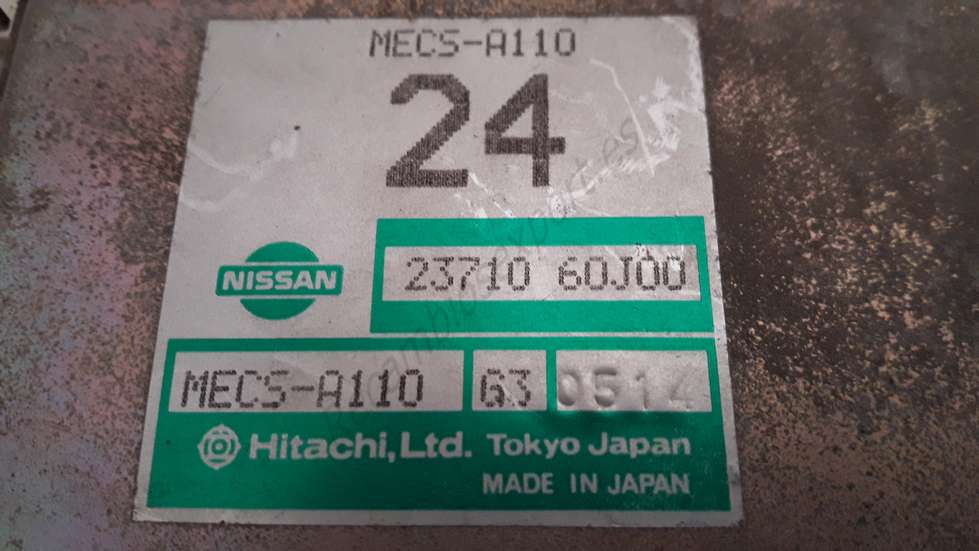 MECS-A110
24
NISSAN
23710 60J00
MECS-A110 G3 0514
Hitachi, Ltd. Tokyo Japan
MADE IN JAPAN